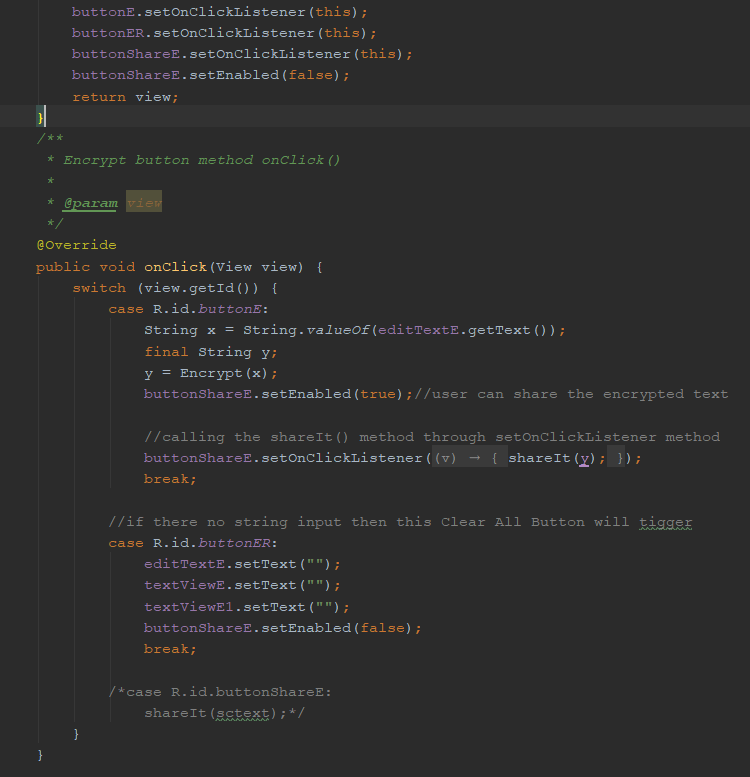 buttonE.setOnClickListener(this);
buttonER.setOnClickListener(this);
buttonShareE.setOnClickListener(this);
buttonShareE.setEnabled(false);
return view;
}
/**
* Encrypt button method onClick()
*
* @param view
*/
@Override
public void onClick(View view) {
switch (view.getId()) {
case R.id.buttonE:
String x = String.valueOf(editTextE.getText());
final String y;
y = Encrypt(x);
buttonShareE.setEnabled(true);//user can share the encrypted text
//calling the shareIt() method through setOnClickListener method
buttonShareE.setOnClickListener((v) → { shareIt(y); });
break;
//if there no string input then this Clear All Button will tigger
case R.id.buttonER:
editTextE.setText("");
textViewE.setText("");
textViewE1.setText("");
buttonShareE.setEnabled(false);
break;
/*case R.id.buttonShareE:
shareIt(sctext);*/
}
}